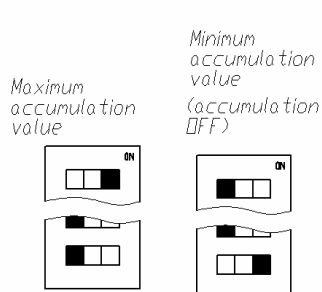 Maximum
accumulation
value
ON
Minimum
accumulation
value
(accumulation
OFF)
ON